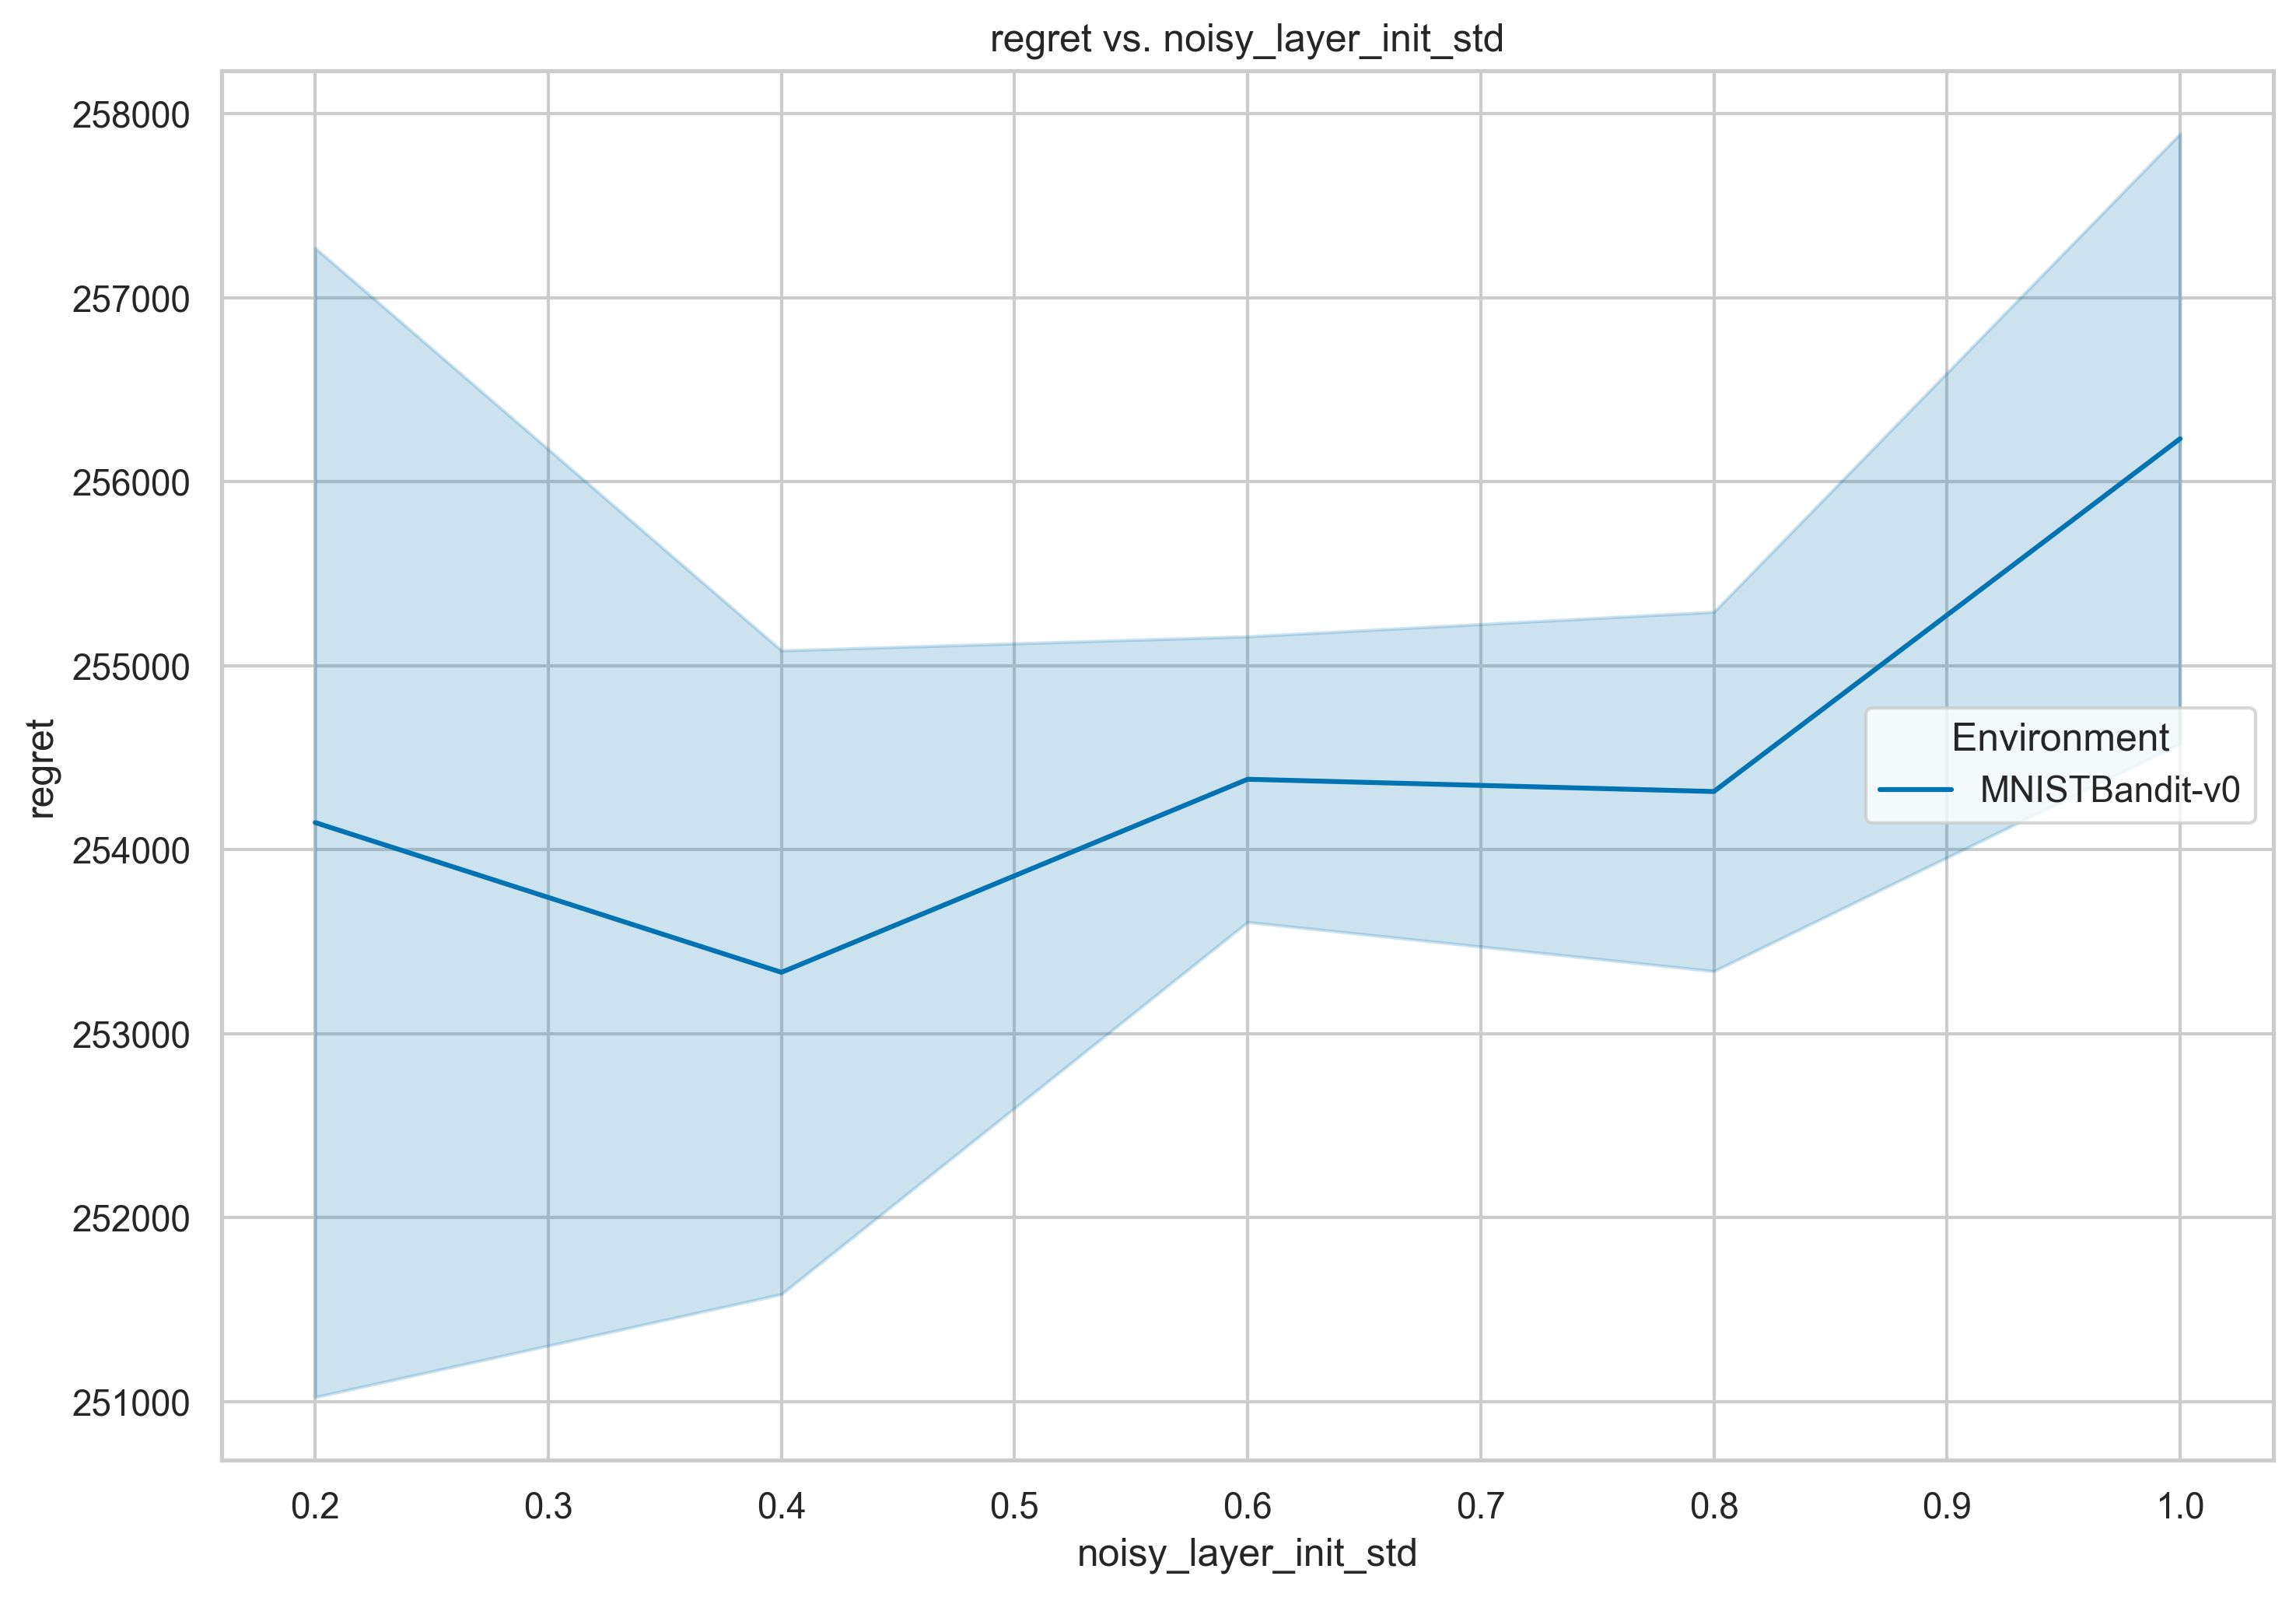 regret vs. noisy_layer_init_std
258000
257000
256000
255000
254000
253000
252000
251000
regret
Environment
MNISTBandit-v0
0.2 0.3 0.4 0.5 0.6 0.7 0.8 0.9 1.0
noisy_layer_init_std